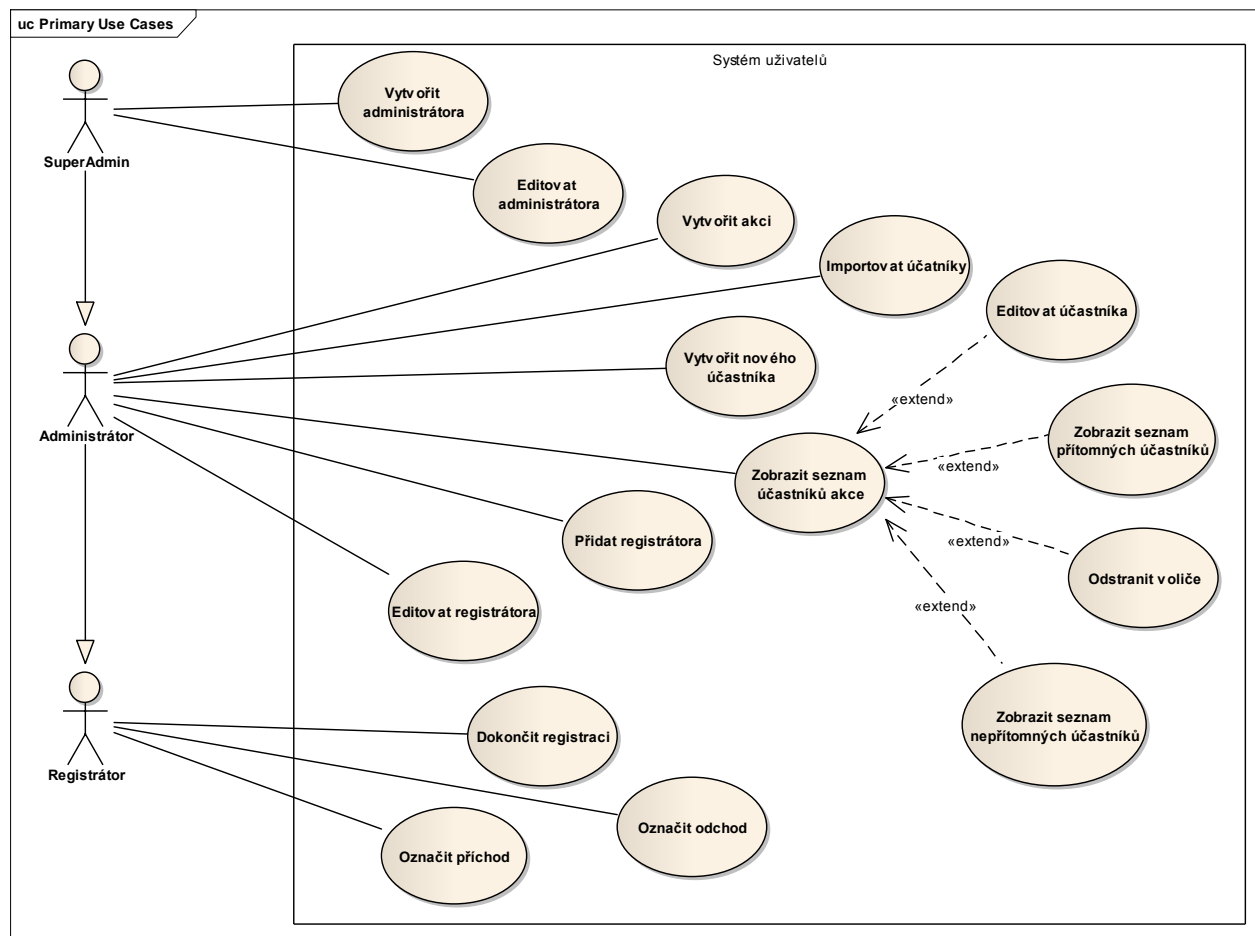 uc Primary Use Cases
Systém uživatelů
SuperAdmin
Vytvořit
administrátora
Editovat
administrátora
Vytvořit akci
Importovat účatníky
Editovat účastníka
Administrátor
Vytvořit nového
účastníka
«extend»
Zobrazit seznam
přítomných účastníků
«extend»
Zobrazit seznam
účastníků akce
Přidat registrátora
«extend»
Odstranit voliče
Editovat registrátora
«extend»
Registrátor
Dokončit registraci
Zobrazit seznam
nepřítomných účastníků
Označit odchod
Označit příchod